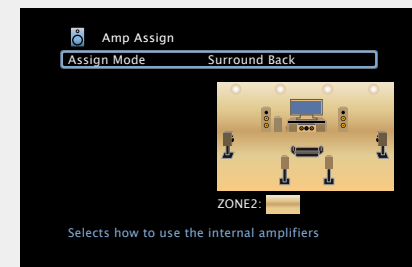 Amp Assign
Assign Mode Surround Back
ZONE2:
Selects how to use the internal amplifiers